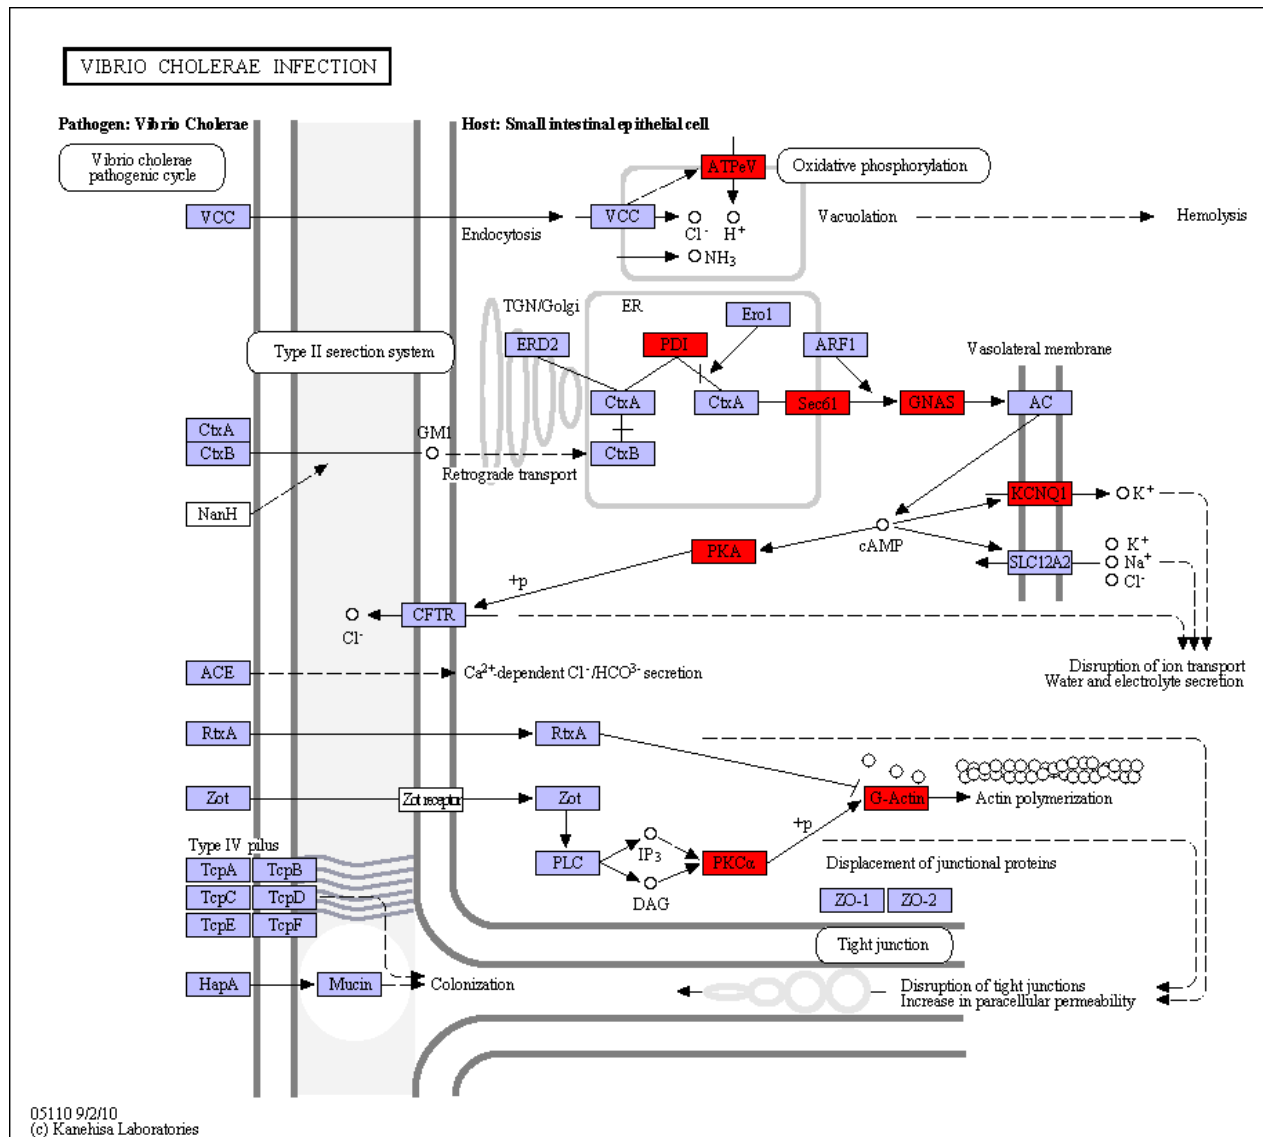 VIBRIO CHOLERAE INFECTION
Pathogen: Vibrio Cholerae
Host: Small intestinal epithelial cell
Vibrio cholerae
pathogenic cycle
ATPeV
Oxidative phosphorylation
VCC
Endocytosis
VCC
Cl-
H+
NH3
Vacuolation
Hemolysis
TGN/Golgi
ER
Ero1
Type II serection system
ERD2
PDI
ARF1
Vasolateral membrane
CtxA
CtxA
Sec61
GNAS
AC
CtxA
CtxB
GM1
CtxB
Retrograde transport
NanH
KCNQ1
K+
cAMP
PKA
SLC12A2
K+
Na+
Cl-
+p
CFTR
Cl-
ACE
Ca2+-dependent Cl-/HCO3- secretion
Disruption of ion transport
Water and electrolyte secretion
RtxA
RtxA
Zot
Zot receptor
Zot
G-Actin
Actin polymerization
+p
Type IV pilus
TcpA
TcpB
TcpC
TcpD
TcpE
TcpF
PLC
IP3
DAG
PKCα
Displacement of junctional proteins
ZO-1
ZO-2
Tight junction
HapA
Mucin
Colonization
Disruption of tight junctions
Increase in paracellular permeability
05110 9/2/10
(c) Kanehisa Laboratories